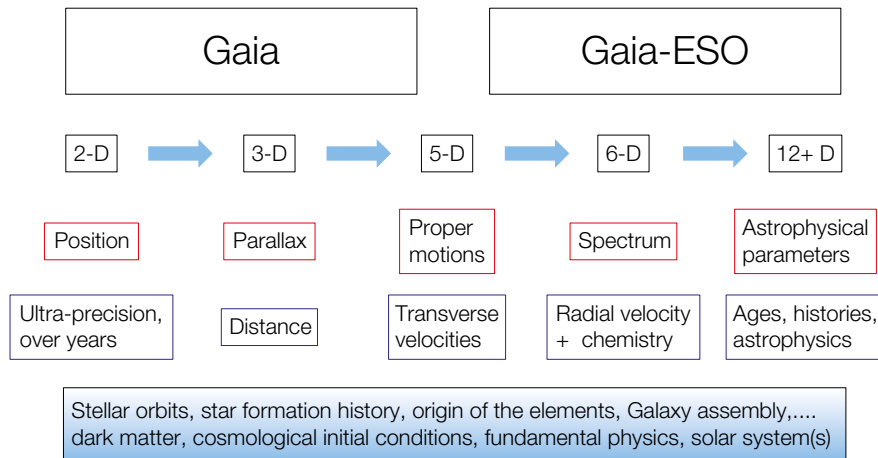 Gaia
Gaia-ESO
2-D
3-D
5-D
6-D
12+ D
Position
Parallax
Proper
motions
Spectrum
Astrophysical
parameters
Ultra-precision,
over years
Distance
Transverse
velocities
Radial velocity
+ chemistry
Ages, histories,
astrophysics
Stellar orbits, star formation history, origin of the elements, Galaxy assembly,....
dark matter, cosmological initial conditions, fundamental physics, solar system(s)